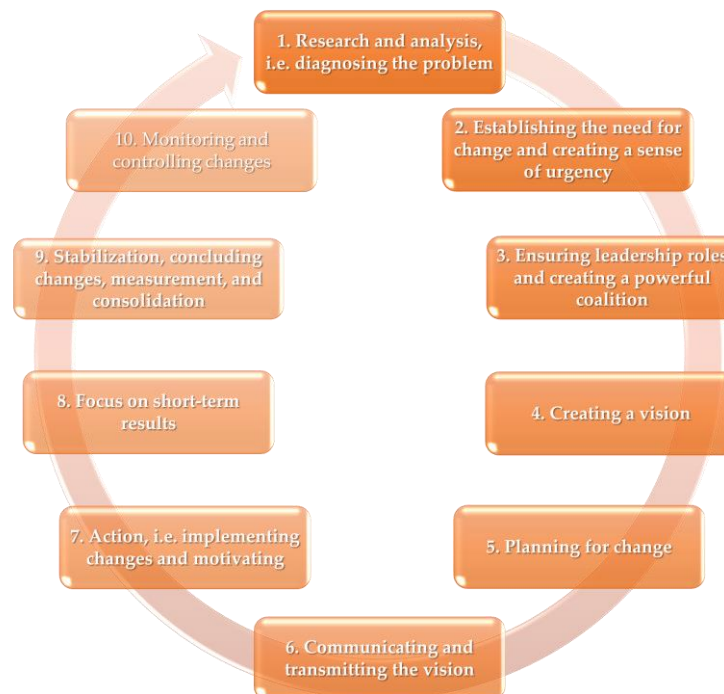 1. Research and analysis,
i.e. diagnosing the problem
2. Establishing the need for
change and creating a sense
of urgency
3. Ensuring leadership roles
and creating a powerful
coalition
4. Creating a vision
5. Planning for change
6. Communicating and
transmitting the vision
7. Action, i.e. implementing
changes and motivating
8. Focus on short-term
results
9. Stabilization, concluding
changes, measurement, and
consolidation
10. Monitoring and
controlling changes